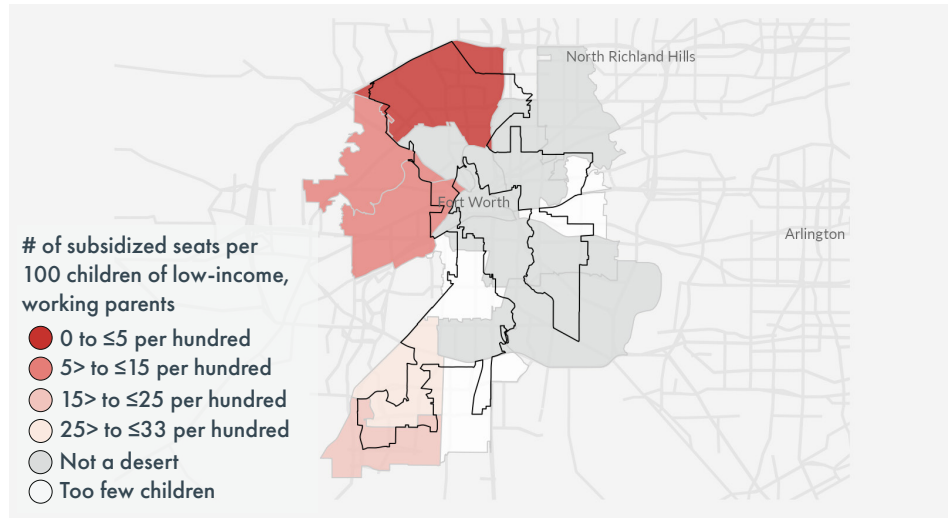 North Richland Hills
Fort Worth
Arlington
# of subsidized seats per
100 children of low-income,
working parents
0 to ≤5 per hundred
5> to ≤15 per hundred
15> to ≤25 per hundred
25> to ≤33 per hundred
Not a desert
Too few children